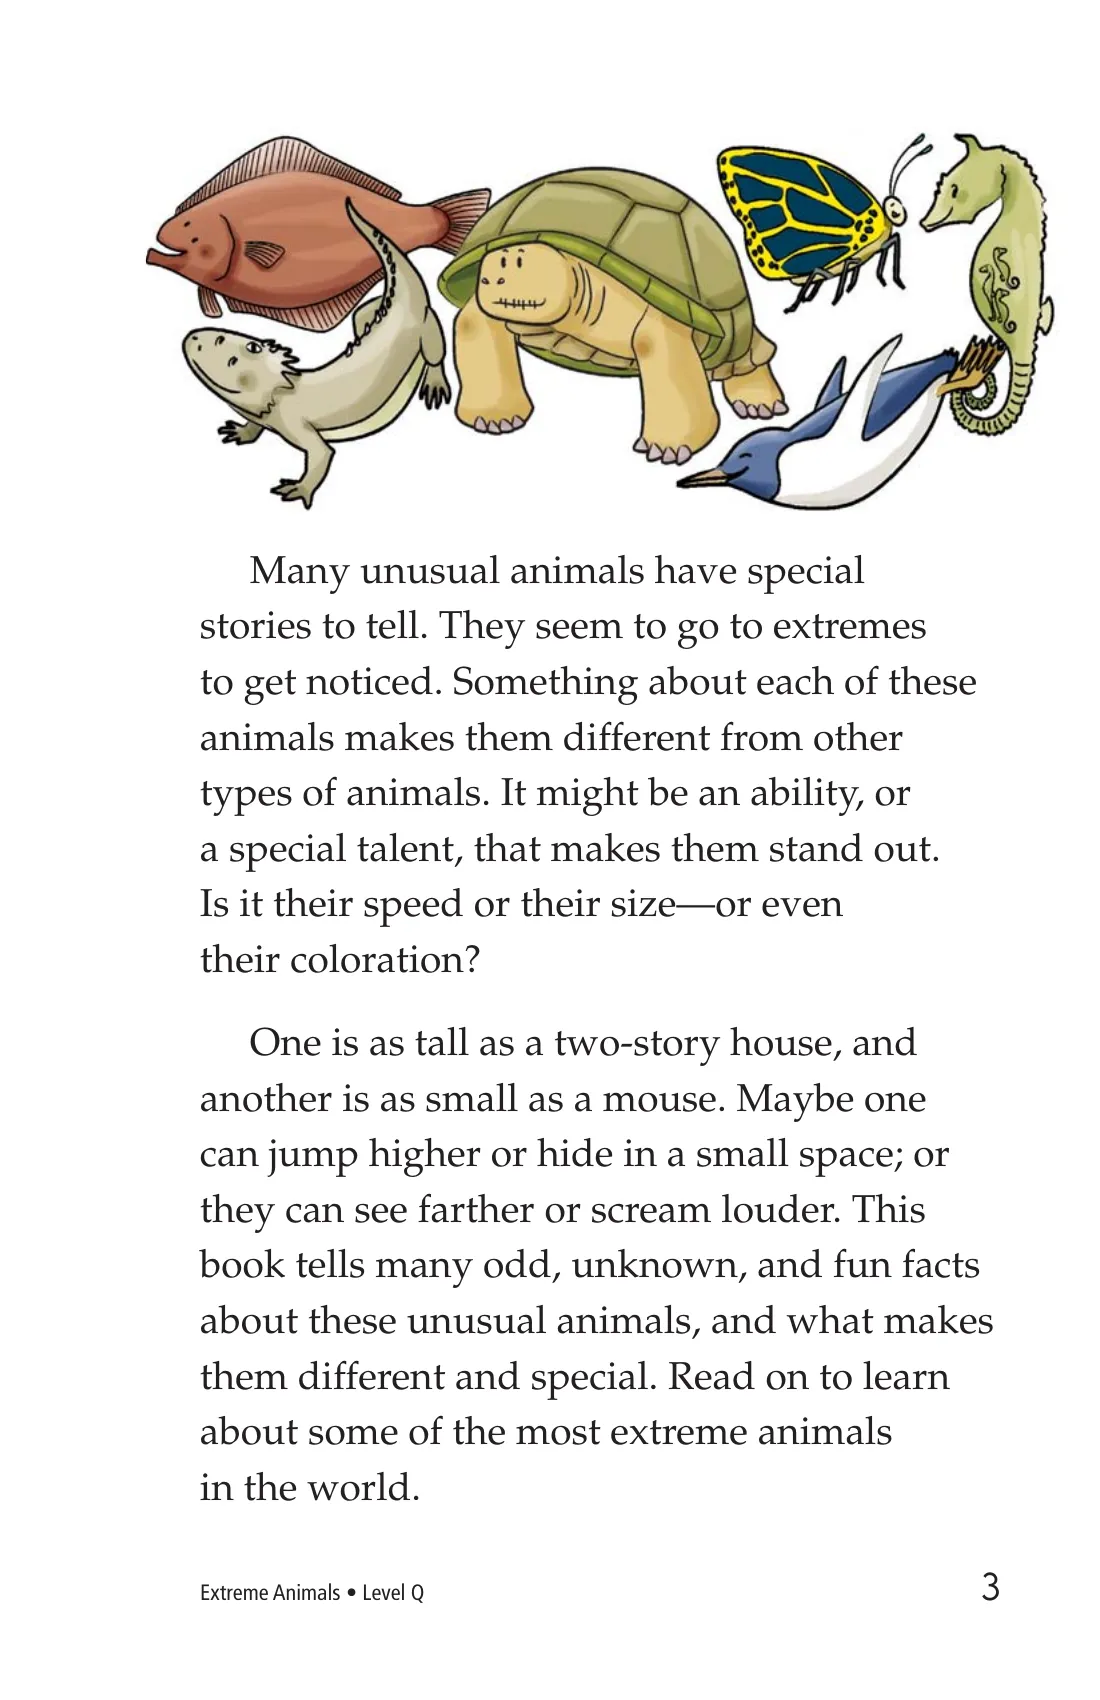 Many unusual animals have special
stories to tell. They seem to go to extremes
to get noticed. Something about each of these
animals makes them different from other
types of animals. It might be an ability, or
a special talent, that makes them stand out.
Is it their speed or their size—or even
their coloration?
One is as tall as a two-story house, and
another is as small as a mouse. Maybe one
can jump higher or hide in a small space; or
they can see farther or scream louder. This
book tells many odd, unknown, and fun facts
about these unusual animals, and what makes
them different and special. Read on to learn
about some of the most extreme animals
in the world.
Extreme Animals • Level Q
3